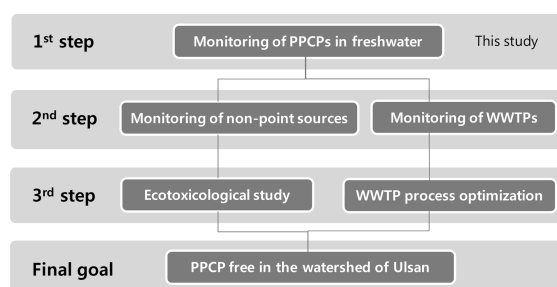 1st step
Monitoring of PPCPs in freshwater
This study
2nd step
Monitoring of non-point sources
Monitoring of WWTPs
3rd step
Ecotoxicological study
WWTP process optimization
Final goal
PPCP free in the watershed of Ulsan